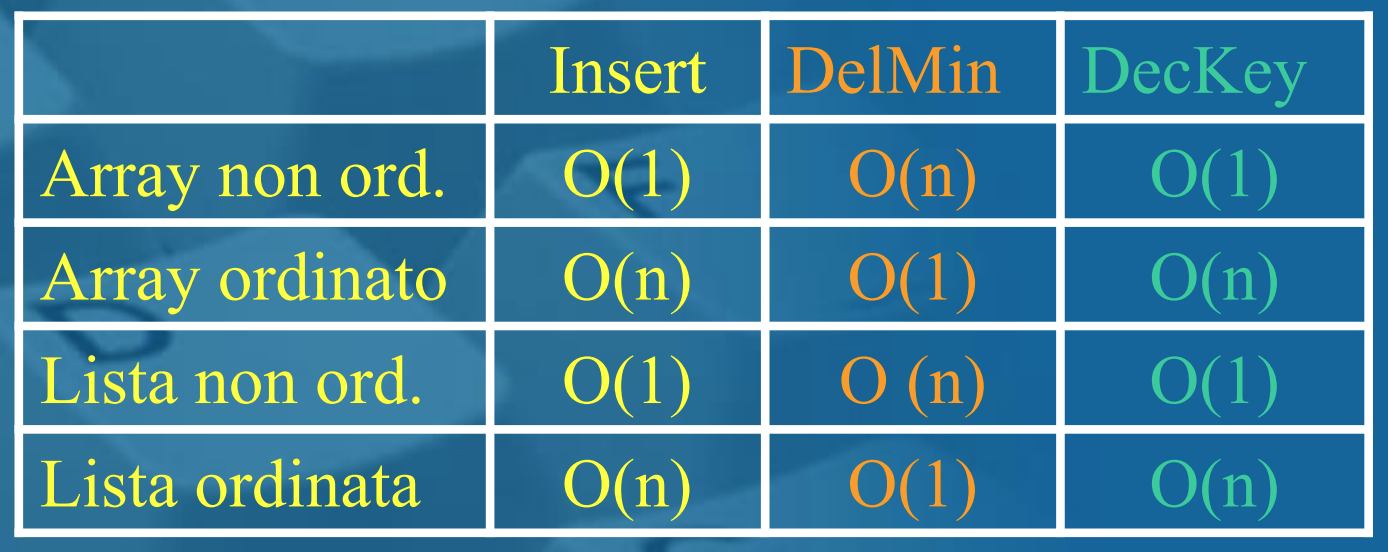 Insert DelMin DecKey
Array non ord. O(1) O(n) O(1)
Array ordinato O(n) O(1) O(n)
Lista non ord. O(1) O (n) O(1)
Lista ordinata O(n) O(1) O(n)